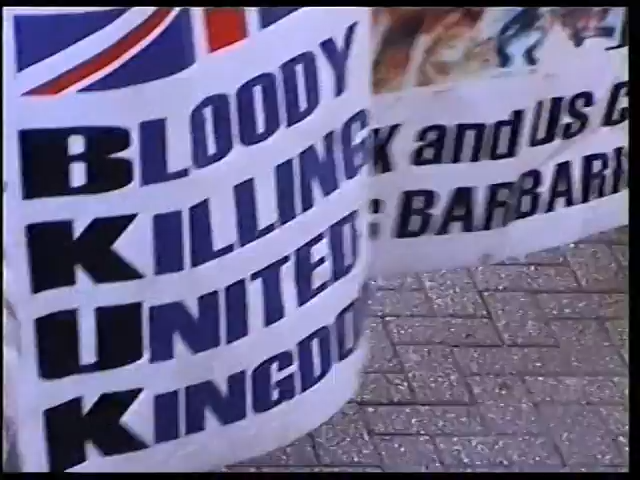 BLOODY
KILLING
UNITED
KINGDO
K and US C
: BARBARI